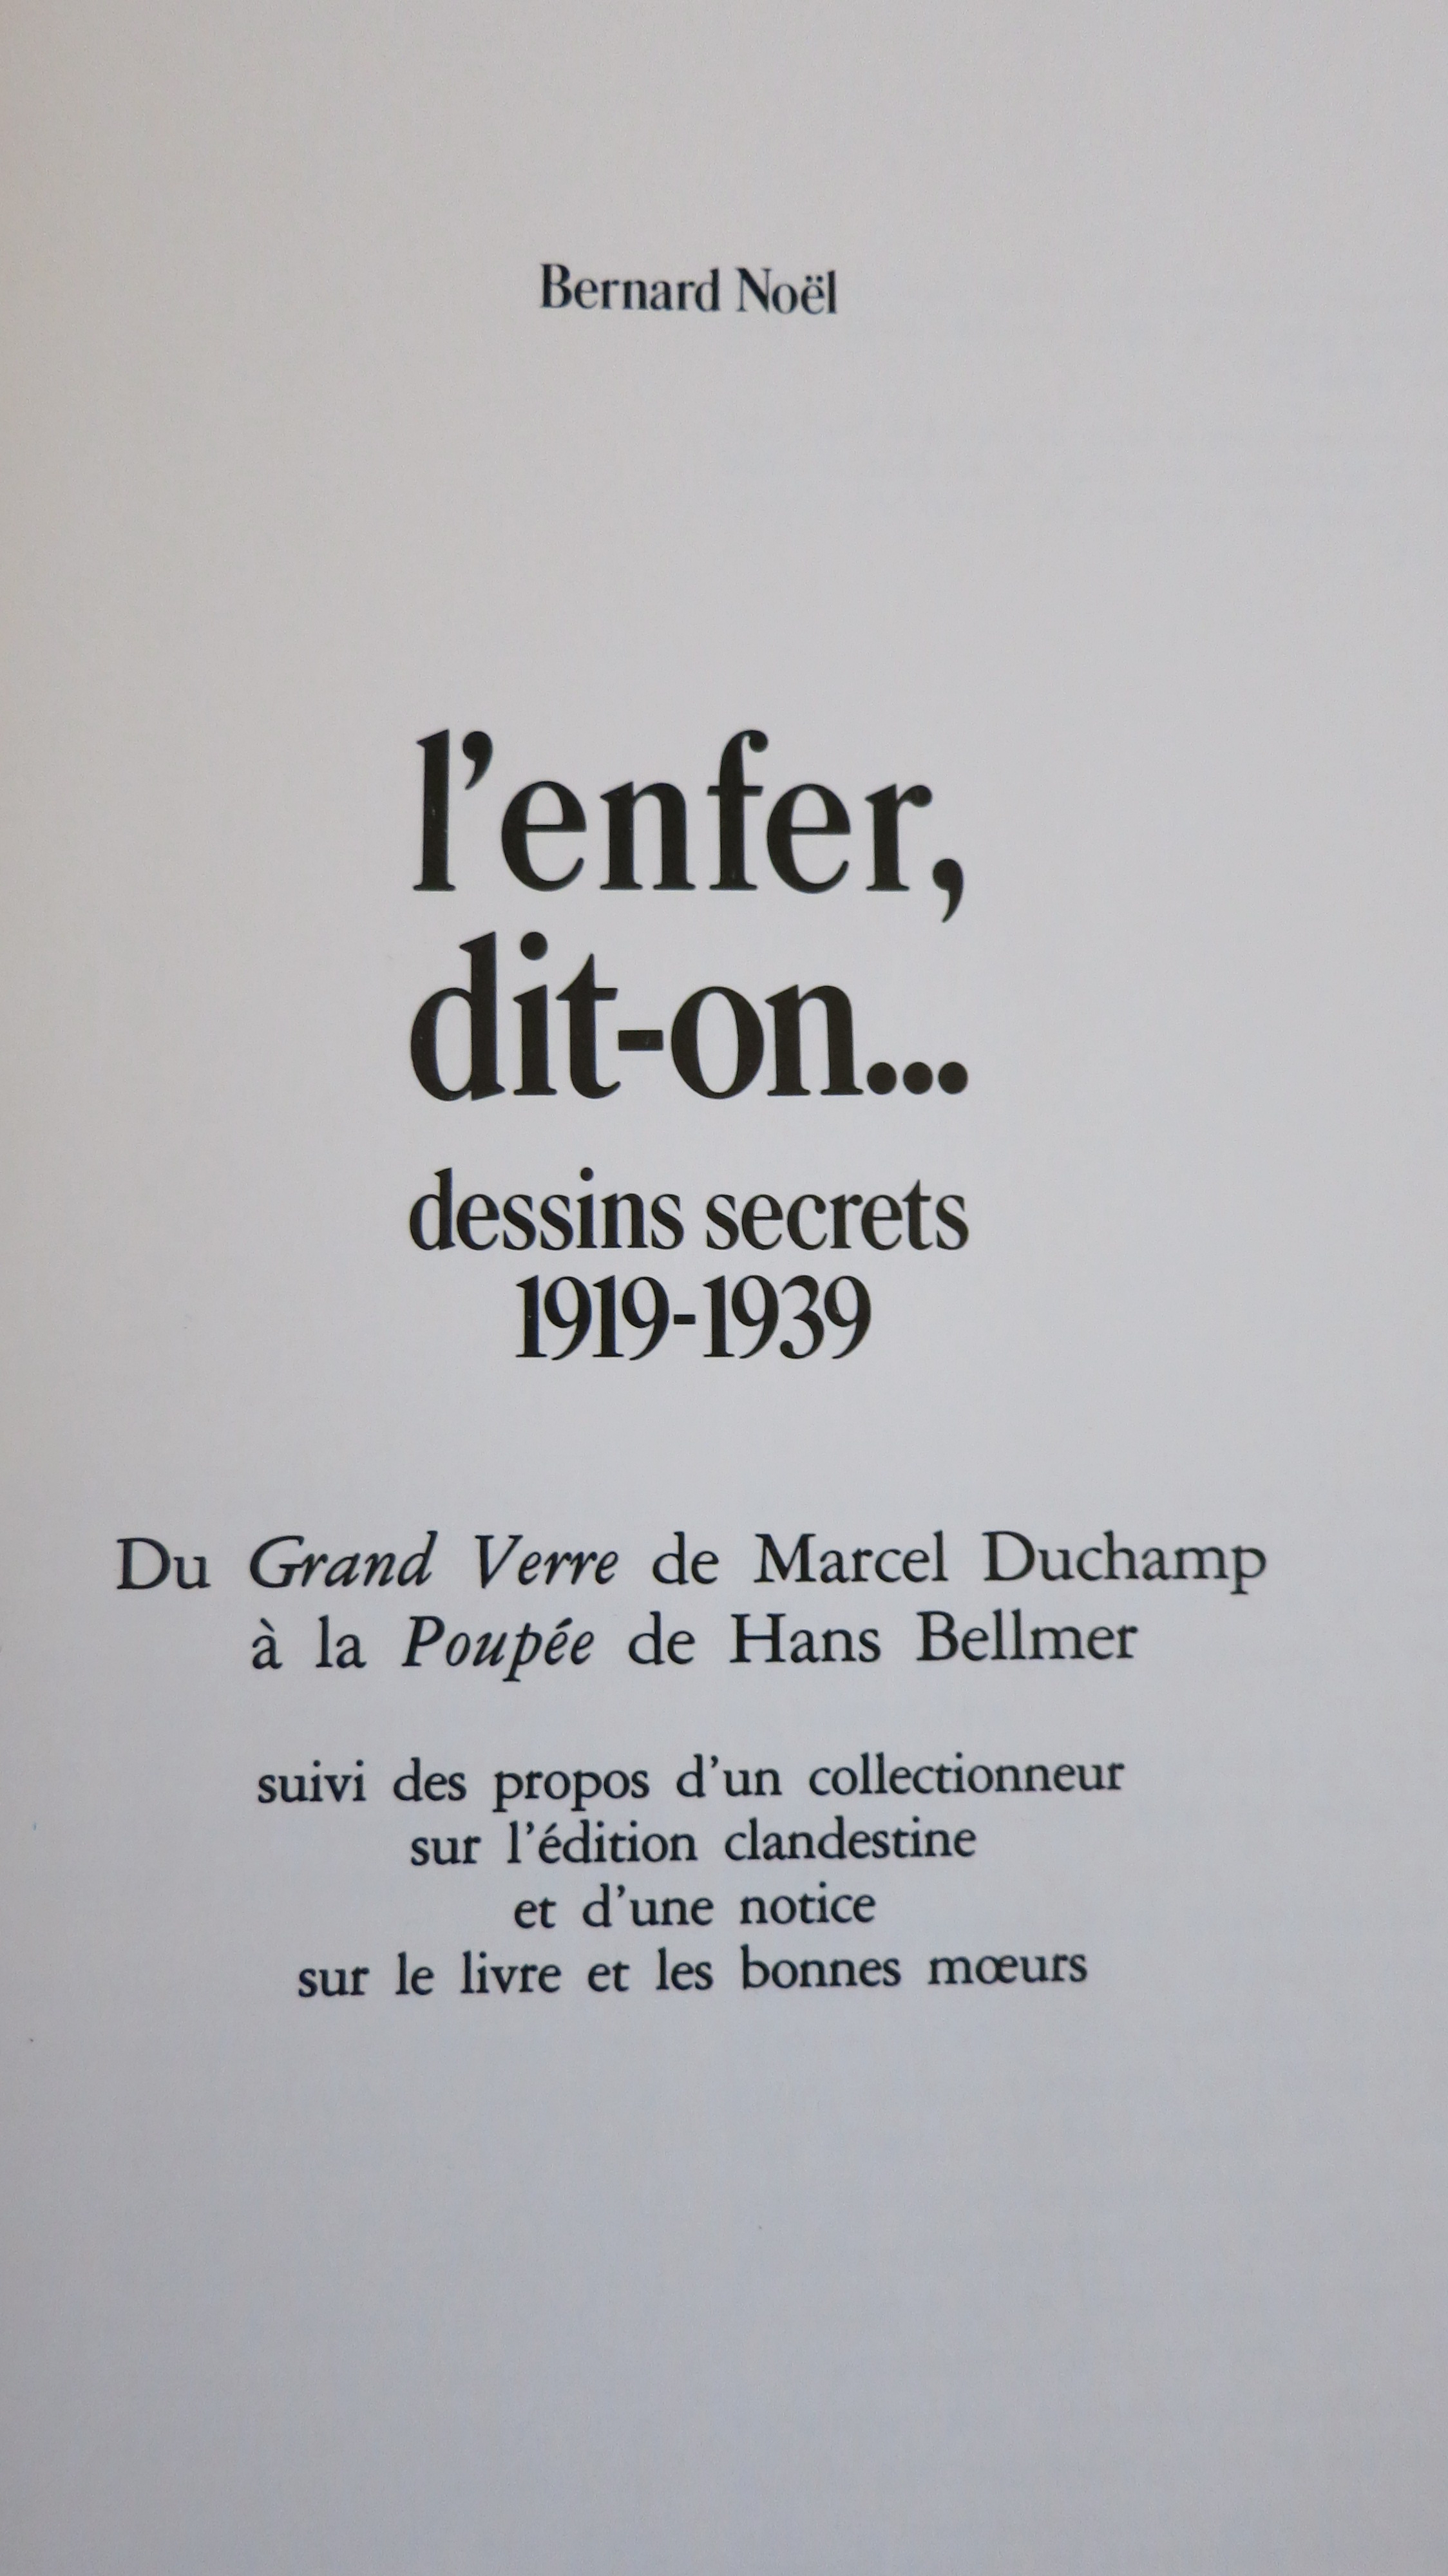 Bernard Noël
l’enfer,
dit-on...
dessins secrets
1919-1939
Du Grand Verre de Marcel Duchamp
à la Poupée de Hans Bellmer
suivi des propos d’un collectionneur
sur l’édition clandestine
et d’une notice
sur le livre et les bonnes mœurs